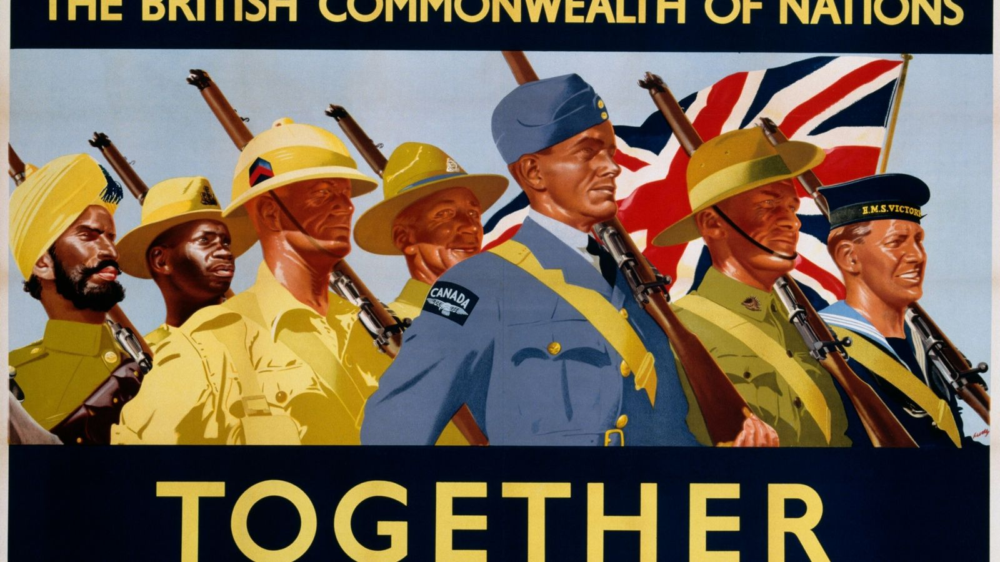 THE BRITISH COMMONWEALTH OF NATIONS
CANADA
H.M.S. VICTOR
TOGETHER